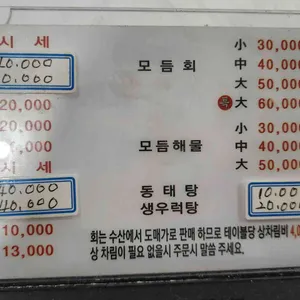 시세
10.000
0.000
20,000
20,000
시세
40.000
40.000
10,000
13,000
모듬회
小 30,000
中 40,000
大 50,000
大 60,000
모듬해물
小 30,000
中 40,000
大 50,000
동태탕 10.00
생우럭탕 20.000
회는 수산에서 도매가로 판매 하므로 테이블당 상차림비 4,0
상 차림이 필요 없을시 주문시 말씀 주세요.